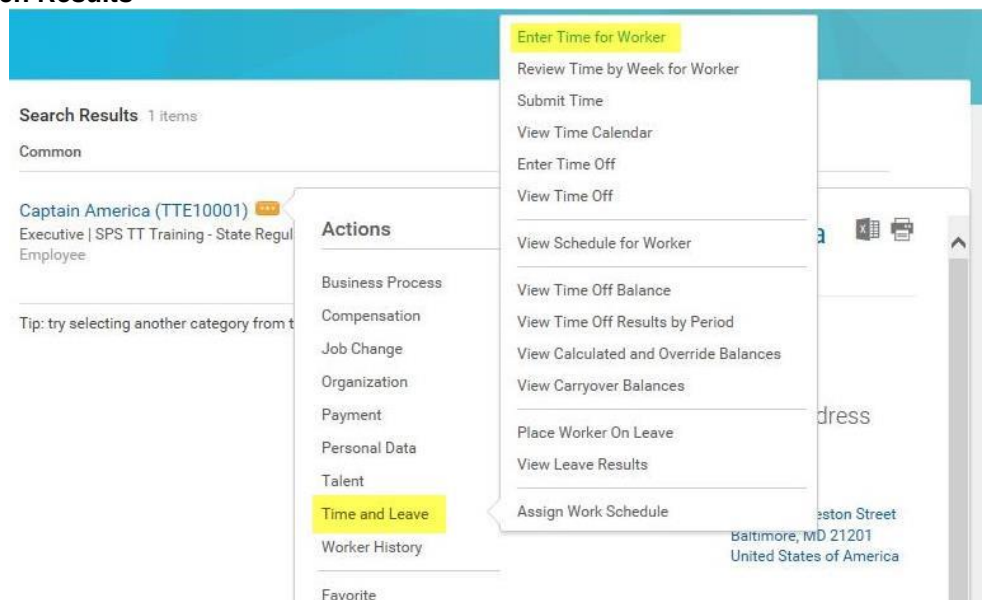 Results
Enter Time for Worker
Review Time by Week for Worker
Submit Time
View Time Calendar
Enter Time Off
View Time Off
View Schedule for Worker
View Time Off Balance
View Time Off Results by Period
View Calculated and Override Balances
View Carryover Balances
Place Worker On Leave
View Leave Results
Assign Work Schedule
Search Results 1 items
Common
Captain America (TTE10001)
Executive | SPS TT Training - State Regul
Employee
Tip: try selecting another category from t
Actions
Business Process
Compensation
Job Change
Organization
Payment
Personal Data
Talent
Time and Leave
Worker History
Favorite
a
dress
eston Street
Baltimore, MD 21201
United States of America